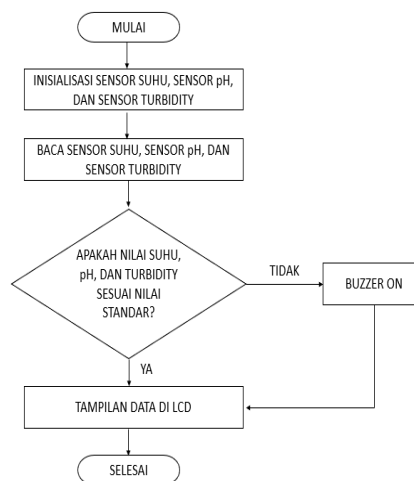 MULAI
INISIALISASI SENSOR SUHU, SENSOR pH,
DAN SENSOR TURBIDITY
BACA SENSOR SUHU, SENSOR pH, DAN
SENSOR TURBIDITY
APAKAH NILAI SUHU,
pH, DAN TURBIDITY
SESUAI NILAI
STANDAR?
TIDAK
BUZZER ON
YA
TAMPILAN DATA DI LCD
SELESAI